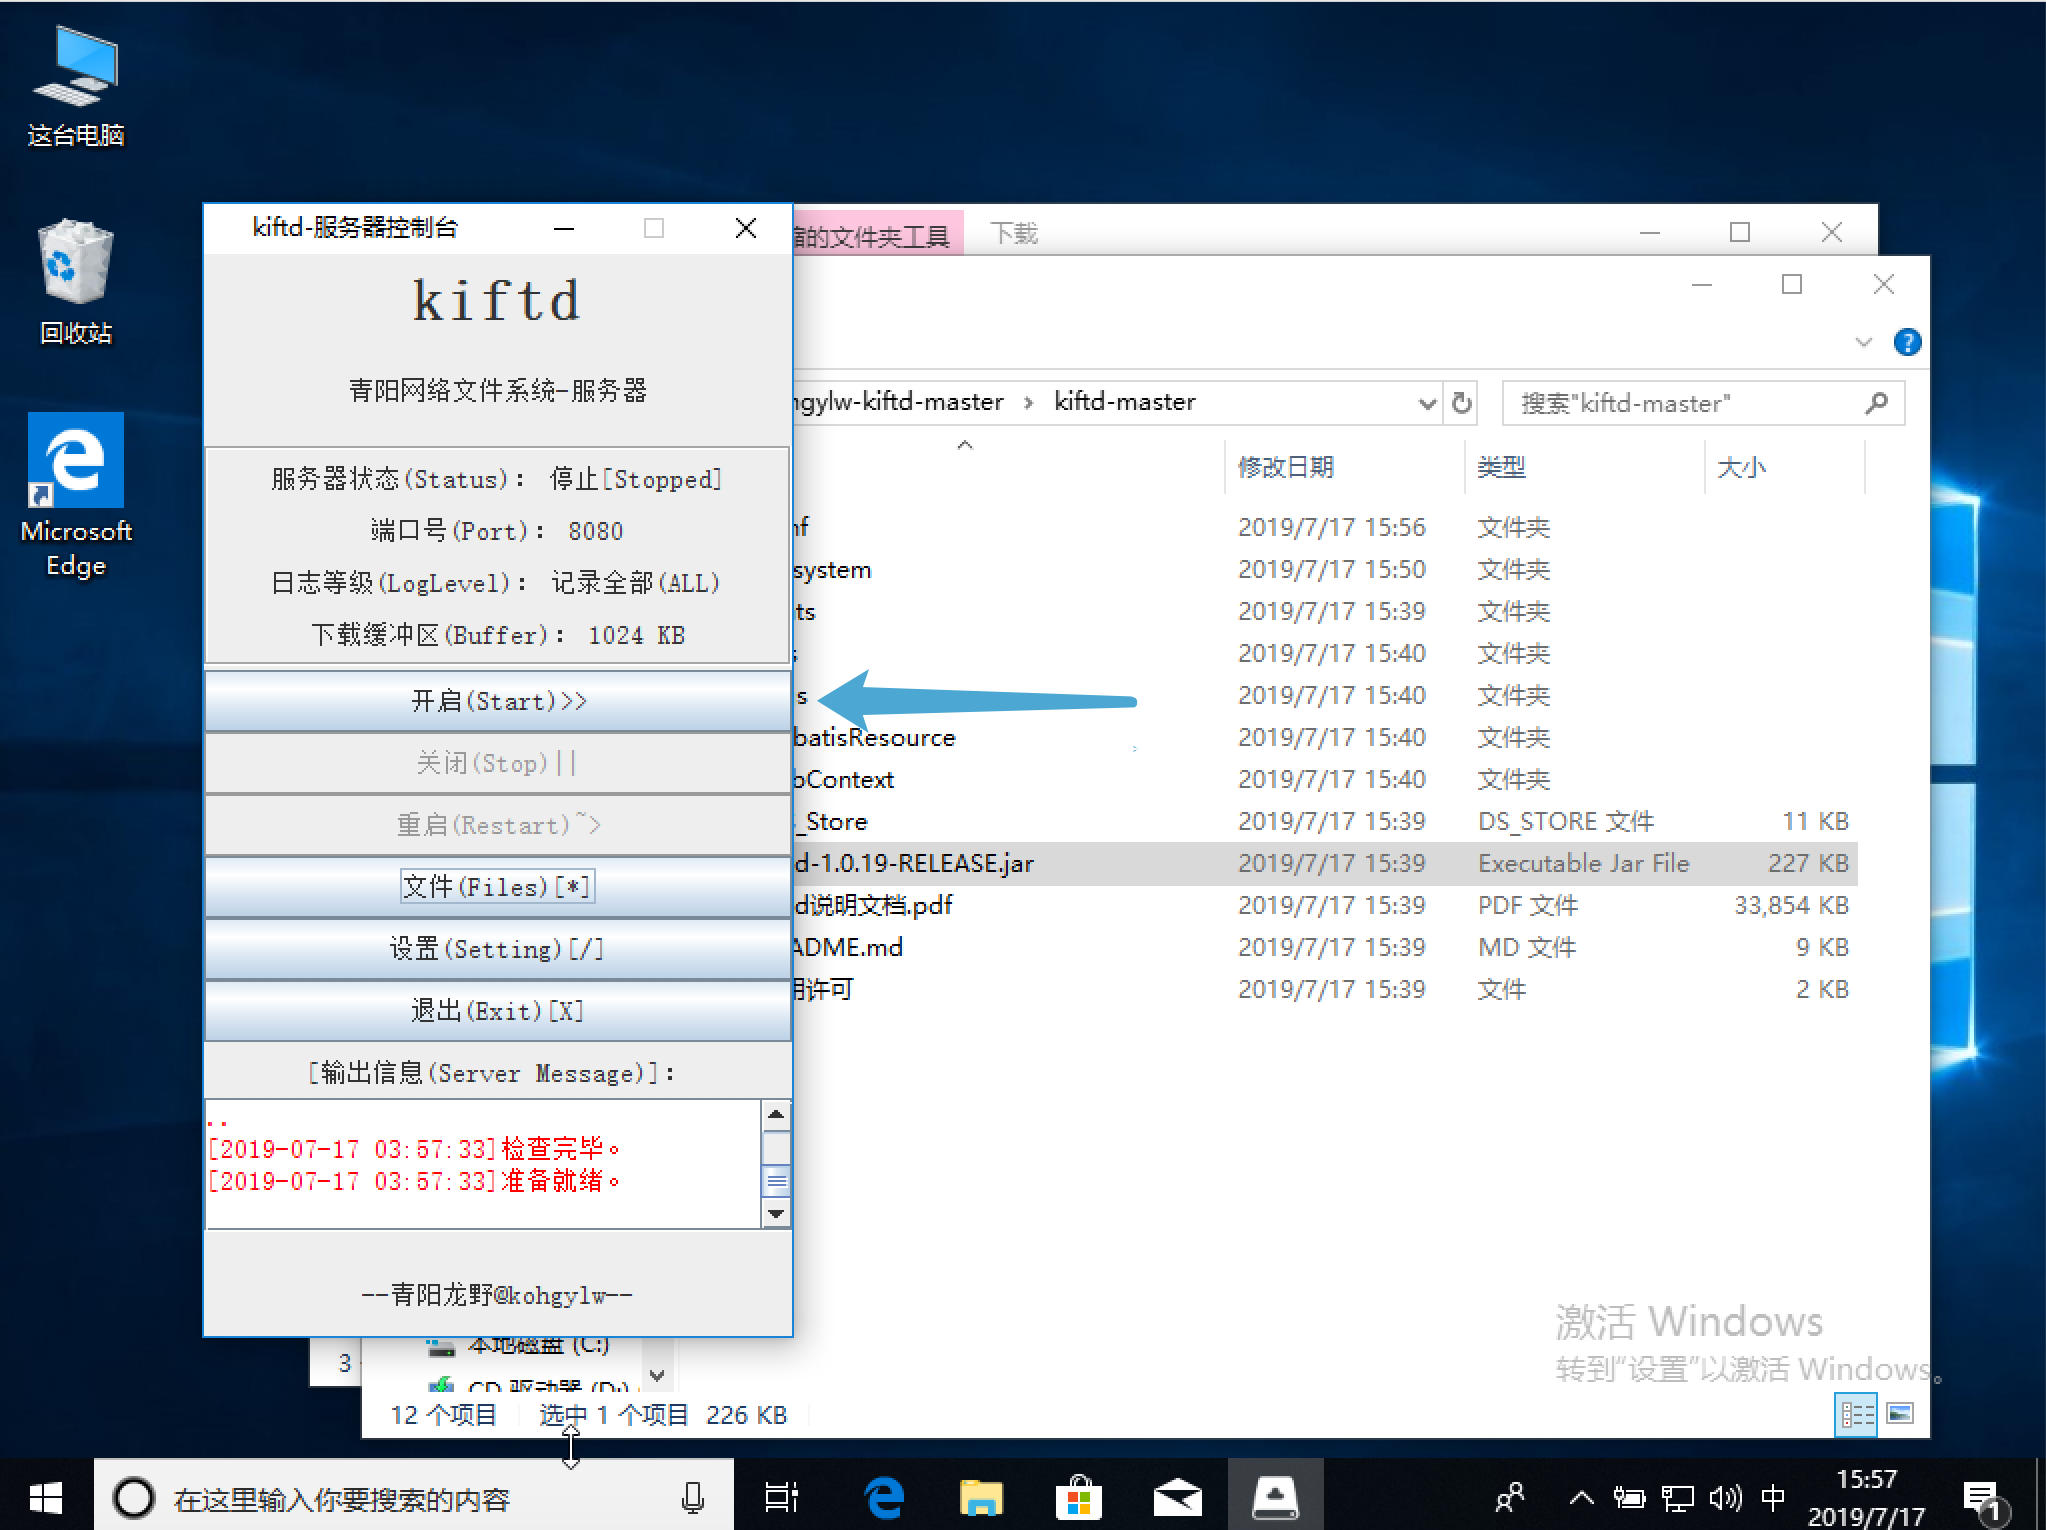 这台电脑
回收站
Microsoft
Edge
kiftd-服务器控制台
kiftd
青阳网络文件系统-服务器
服务器状态(Status): 停止[Stopped]
端口号(Port): 8080
日志等级(LogLevel): 记录全部(ALL)
下载缓冲区(Buffer): 1024 KB
开启(Start)>>
关闭(Stop)||
重启(Restart)~>
文件(Files)[*]
设置(Setting)[/]
退出(Exit)[X]
[输出信息(Server Message)]:
..
[2019-07-17 03:57:33]检查完毕。
[2019-07-17 03:57:33]准备就绪。
--青阳龙野@kohgylw--
的文件夹工具 下载
gylw-kiftd-master › kiftd-master
搜索"kiftd-master"
修改日期 类型 大小
f 2019/7/17 15:56 文件夹
system 2019/7/17 15:50 文件夹
ts 2019/7/17 15:39 文件夹
2019/7/17 15:40 文件夹
s 2019/7/17 15:40 文件夹
batisResource 2019/7/17 15:40 文件夹
Context 2019/7/17 15:40 文件夹
_Store 2019/7/17 15:39 DS_STORE 文件 11 KB
d-1.0.19-RELEASE.jar 2019/7/17 15:39 Executable Jar File 227 KB
d说明文档.pdf 2019/7/17 15:39 PDF 文件 33,854 KB
ADME.md 2019/7/17 15:39 MD 文件 9 KB
许可 2019/7/17 15:39 文件 2 KB
本地磁盘 (C:)
CD 驱动器 (D:)
3
12 个项目 选中 1 个项目 226 KB
激活 Windows
转到"设置"以激活 Windows。
在这里输入你要搜索的内容
中
15:57
2019/7/17
1